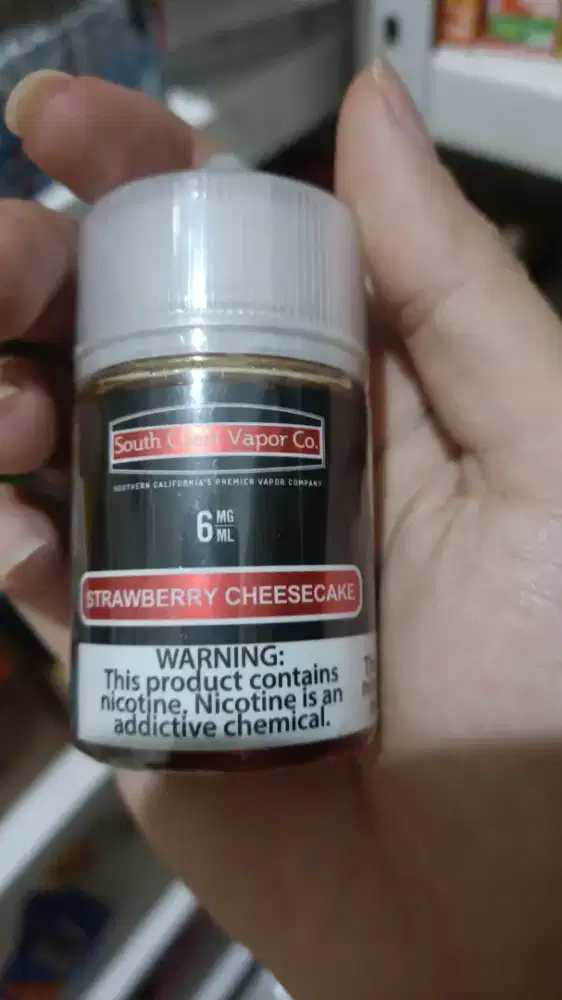 South Coast Vapor Co.
SOUTHERN CALIFORNIA'S PREMIER VAPOR COMPANY
6 MG
ML
STRAWBERRY CHEESECAKE
WARNING:
This product contains
nicotine. Nicotine is an
addictive chemical.